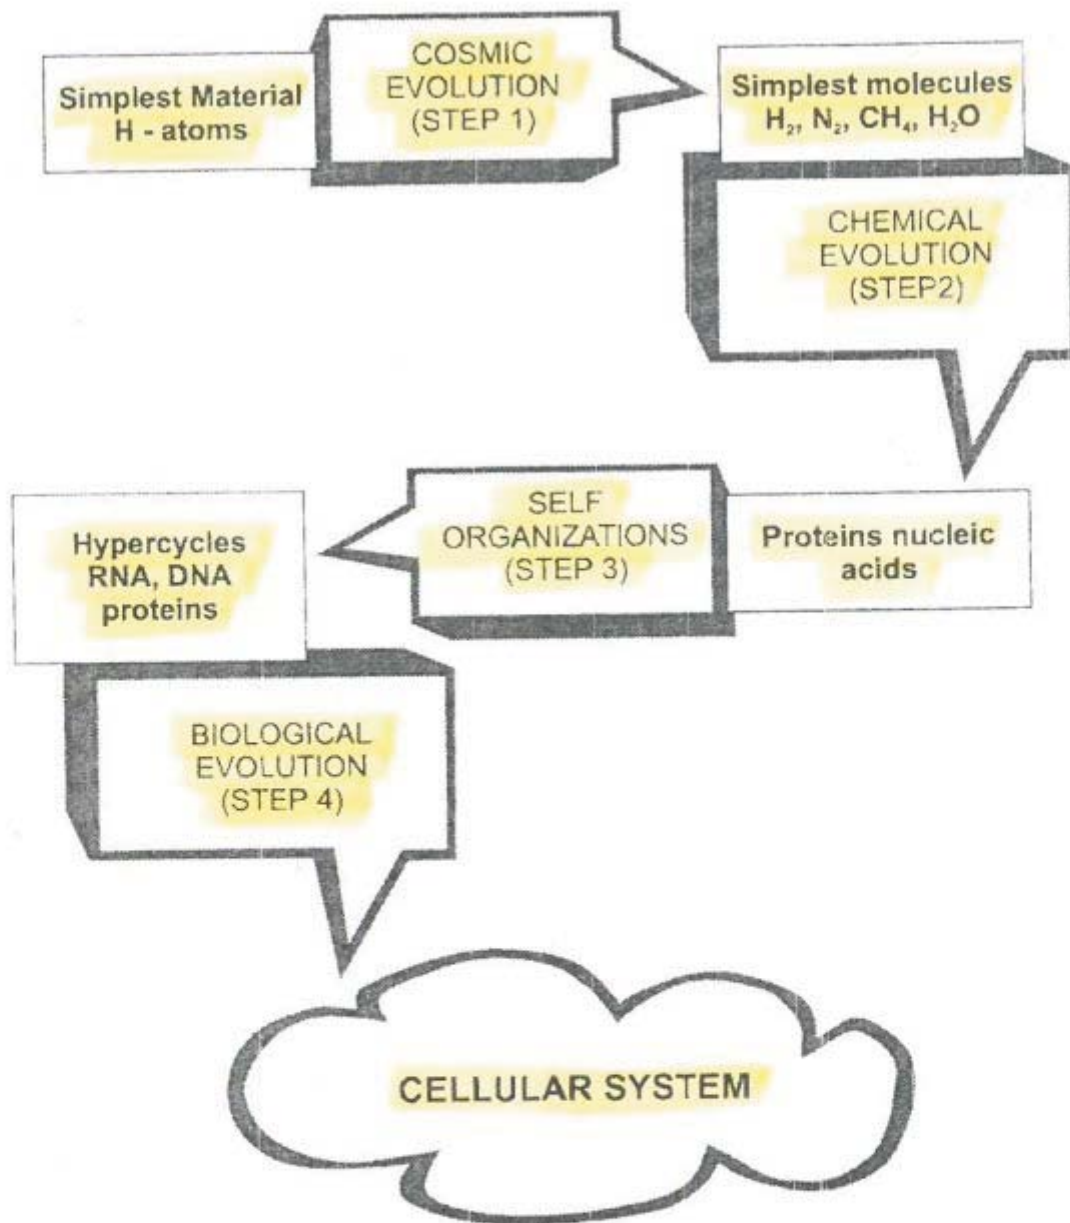 Simplest Material
H - atoms
COSMIC
EVOLUTION
(STEP 1)
Simplest molecules
H₂, N₂, CH₄, H₂O
CHEMICAL
EVOLUTION
(STEP2)
Proteins nucleic
acids
SELF
ORGANIZATIONS
(STEP 3)
Hypercycles
RNA, DNA
proteins
BIOLOGICAL
EVOLUTION
(STEP 4)
CELLULAR SYSTEM